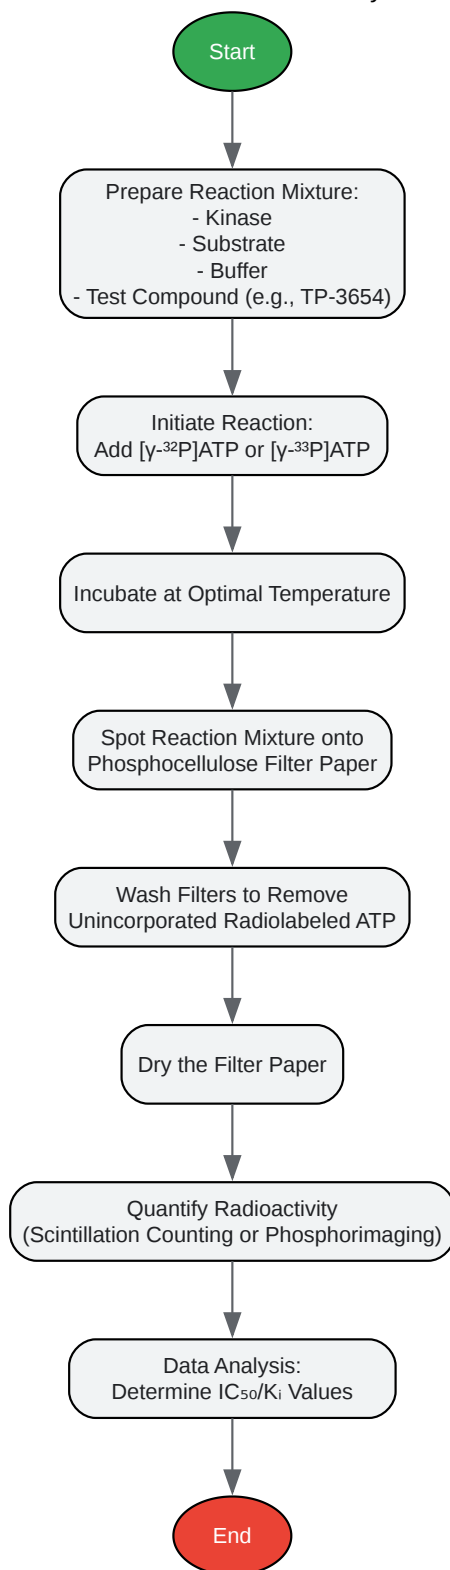 Start
Prepare Reaction Mixture:
- Kinase
- Substrate
- Buffer
- Test Compound (e.g., TP-3654)
Initiate Reaction:
Add [γ-³²P]ATP or [γ-³³P]ATP
Incubate at Optimal Temperature
Spot Reaction Mixture onto
Phosphocellulose Filter Paper
Wash Filters to Remove
Unincorporated Radiolabeled ATP
Dry the Filter Paper
Quantify Radioactivity
(Scintillation Counting or Phosphorimaging)
Data Analysis:
Determine IC₅₀/Kᵢ Values
End